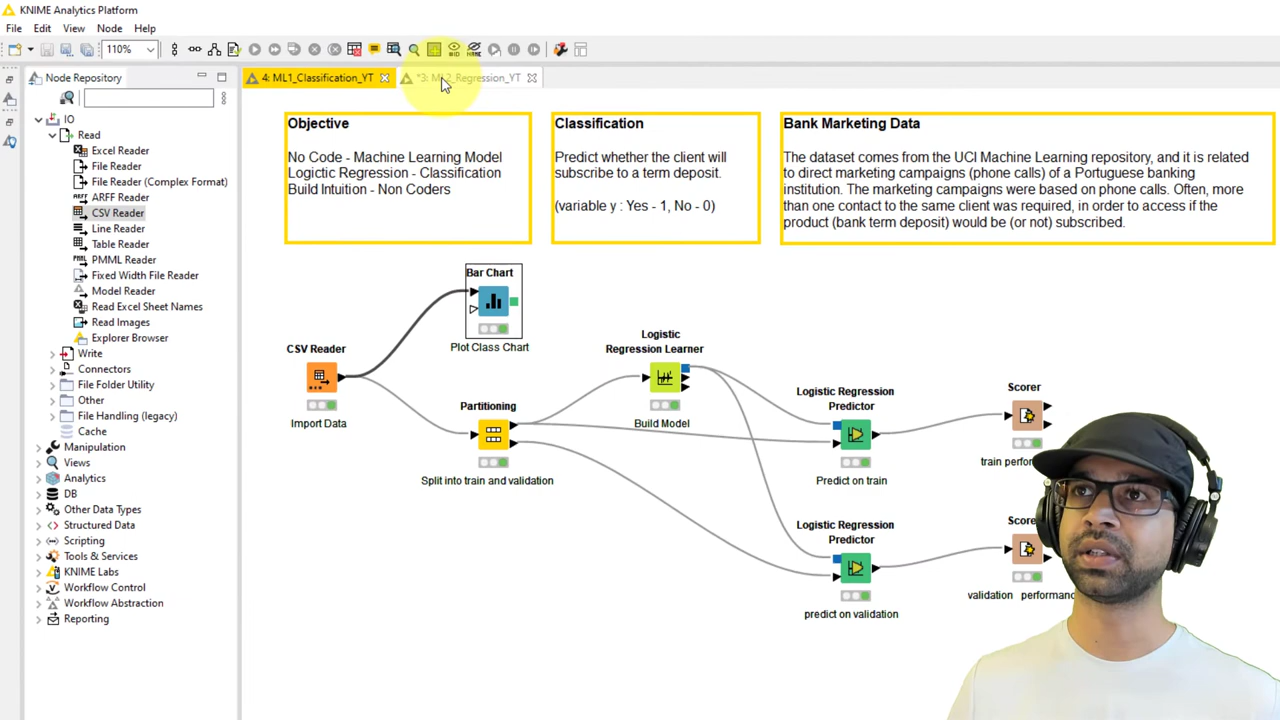 KNIME Analytics Platform
File Edit View Node Help
110%
Node Repository
4: ML1_Classification_YT
*3: ML2_Regression_YT
IO
Read
Excel Reader
File Reader
File Reader (Complex Format)
ARFF Reader
CSV Reader
Line Reader
Table Reader
PMML Reader
Fixed Width File Reader
Model Reader
Read Excel Sheet Names
Read Images
Explorer Browser
Write
Connectors
File Folder Utility
Other
File Handling (legacy)
Cache
Manipulation
Views
Analytics
DB
Other Data Types
Structured Data
Scripting
Tools & Services
KNIME Labs
Workflow Control
Workflow Abstraction
Reporting
Objective
No Code - Machine Learning Model
Logistic Regression - Classification
Build Intuition - Non Coders
Classification
Predict whether the client will
subscribe to a term deposit.
(variable y : Yes - 1, No - 0)
Bank Marketing Data
The dataset comes from the UCI Machine Learning repository, and it is related
to direct marketing campaigns (phone calls) of a Portuguese banking
institution. The marketing campaigns were based on phone calls. Often, more
than one contact to the same client was required, in order to access if the
product (bank term deposit) would be (or not) subscribed.
Bar Chart
Plot Class Chart
CSV Reader
Import Data
Partitioning
Split into train and validation
Logistic
Regression Learner
Build Model
Logistic Regression
Predictor
Predict on train
Scorer
train
Logistic Regression
Predictor
predict on validation
validation